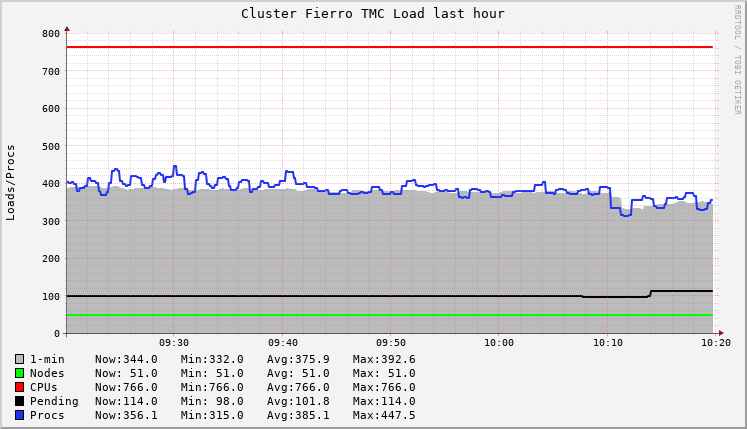 Cluster Fierro TMC Load last hour
RRDTOOL / TOBI OETIKER
Loads/Procs
800
700
600
500
400
300
200
100
0
09:30 09:40 09:50 10:00 10:10 10:20
1-min Now:344.0 Min:332.0 Avg:375.9 Max:392.6
Nodes Now: 51.0 Min: 51.0 Avg: 51.0 Max: 51.0
CPUs Now:766.0 Min:766.0 Avg:766.0 Max:766.0
Pending Now:114.0 Min: 98.0 Avg:101.8 Max:114.0
Procs Now:356.1 Min:315.0 Avg:385.1 Max:447.5